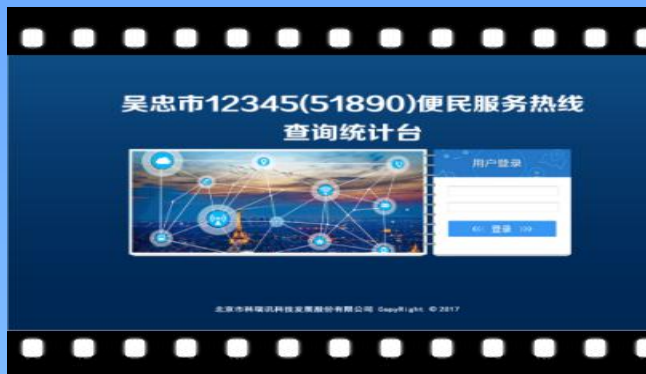 吴忠市12345(51890)便民服务热线
查询统计台
用户登录
登录
北京市科瑞讯科技发展股份有限公司 CopyRight © 2017